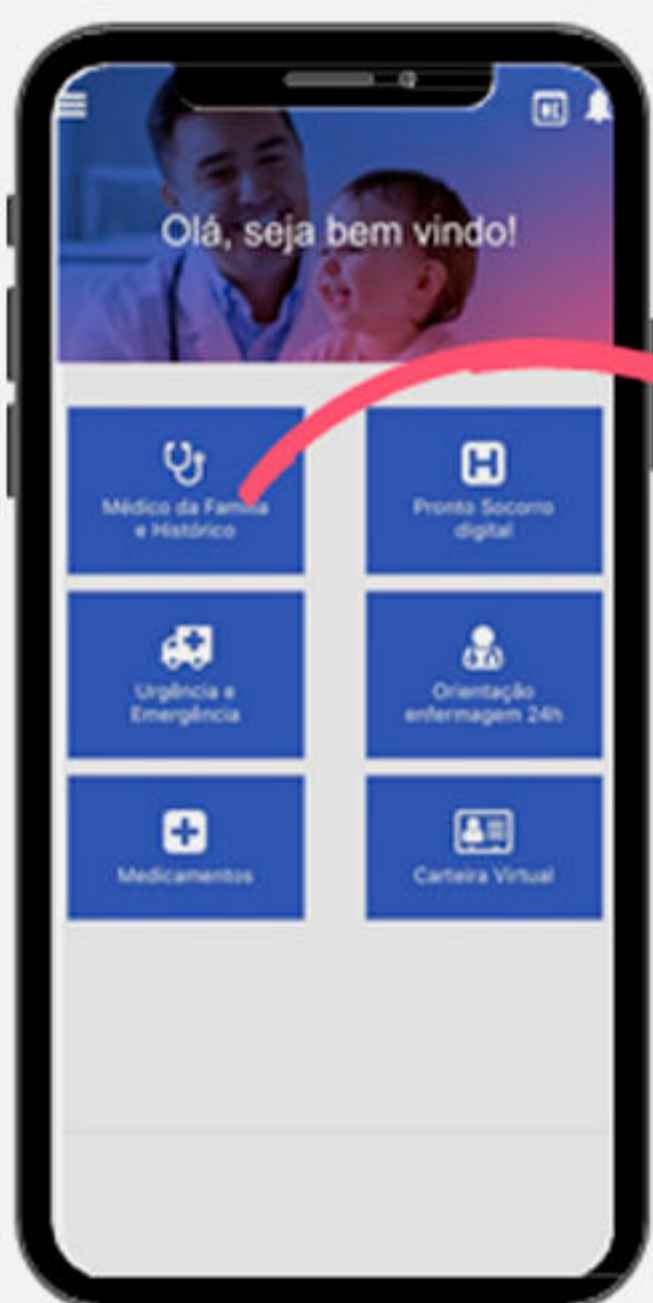 Olá, seja bem vindo!
Médico da Família
e Histórico
Pronto Socorro
digital
Urgência e
Emergência
Orientação
enfermagem 24h
Medicamentos
Carteira Virtual